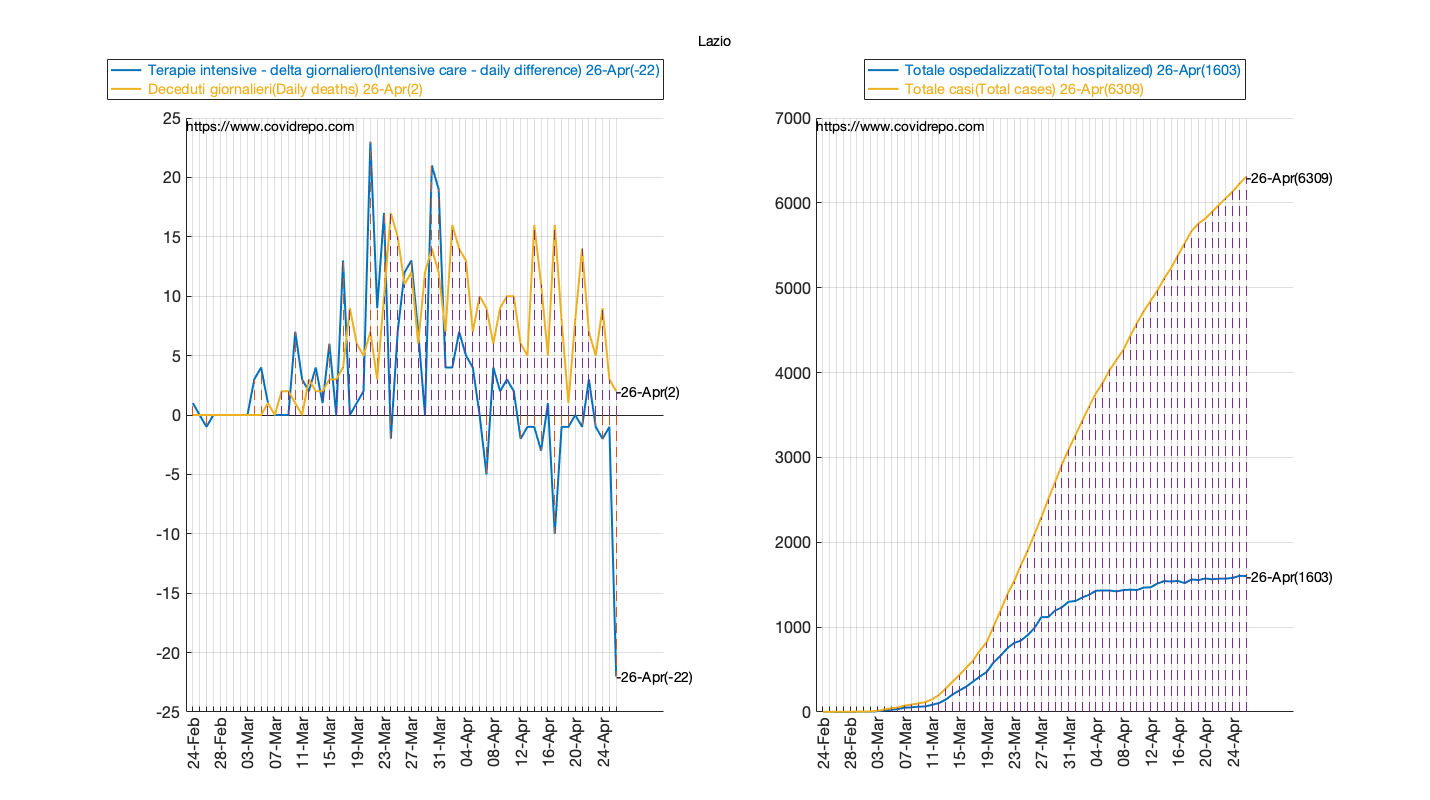 Lazio
Terapie intensive - delta giornaliero(Intensive care - daily difference) 26-Apr(-22)
Deceduti giornalieri(Daily deaths) 26-Apr(2)
https://www.covidrepo.com
25
20
15
10
5
0
-5
-10
-15
-20
-25
-26-Apr(2)
-26-Apr(-22)
24-Feb
28-Feb
03-Mar
07-Mar
11-Mar
15-Mar
19-Mar
23-Mar
27-Mar
31-Mar
04-Apr
08-Apr
12-Apr
16-Apr
20-Apr
24-Apr
Totale ospedalizzati(Total hospitalized) 26-Apr(1603)
Totale casi(Total cases) 26-Apr(6309)
https://www.covidrepo.com
7000
6000
5000
4000
3000
2000
1000
0
-26-Apr(6309)
-26-Apr(1603)
24-Feb
28-Feb
03-Mar
07-Mar
11-Mar
15-Mar
19-Mar
23-Mar
27-Mar
31-Mar
04-Apr
08-Apr
12-Apr
16-Apr
20-Apr
24-Apr